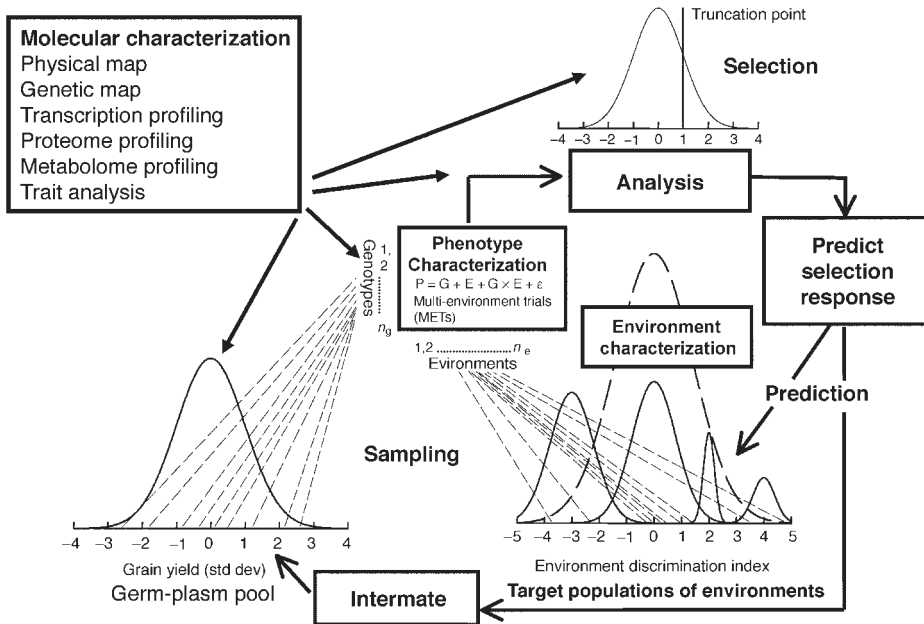 Molecular characterization
Physical map
Genetic map
Transcription profiling
Proteome profiling
Metabolome profiling
Trait analysis
Truncation point
Selection
−4 −3 −2 −1 0 1 2 3 4
Analysis
Predict
selection
response
Genotypes
1,
2
n_g
Phenotype
Characterization
P = G + E + G × E + ε
Multi-environment trials
(METs)
1,2 ........................ n_e
Evironments
Environment
characterization
Prediction
Sampling
−4 −3 −2 −1 0 1 2 3 4
Grain yield (std dev)
Germ-plasm pool
-5 −4 −3 −2 −1 0 1 2 3 4 5
Environment discrimination index
Target populations of environments
Intermate